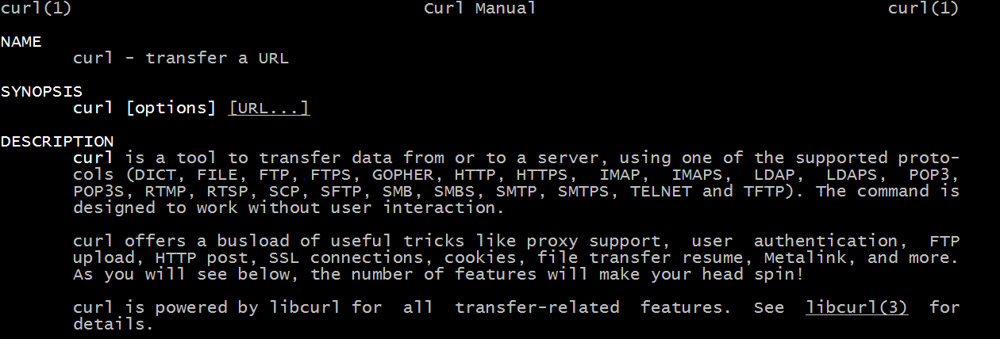 curl(1) Curl Manual curl(1)
NAME
curl - transfer a URL
SYNOPSIS
curl [options] [URL...]
DESCRIPTION
curl is a tool to transfer data from or to a server, using one of the supported proto-
cols (DICT, FILE, FTP, FTPS, GOPHER, HTTP, HTTPS, IMAP, IMAPS, LDAP, LDAPS, POP3,
POP3S, RTMP, RTSP, SCP, SFTP, SMB, SMBS, SMTP, SMTPS, TELNET and TFTP). The command is
designed to work without user interaction.
curl offers a busload of useful tricks like proxy support, user authentication, FTP
upload, HTTP post, SSL connections, cookies, file transfer resume, Metalink, and more.
As you will see below, the number of features will make your head spin!
curl is powered by libcurl for all transfer-related features. See libcurl(3) for
details.